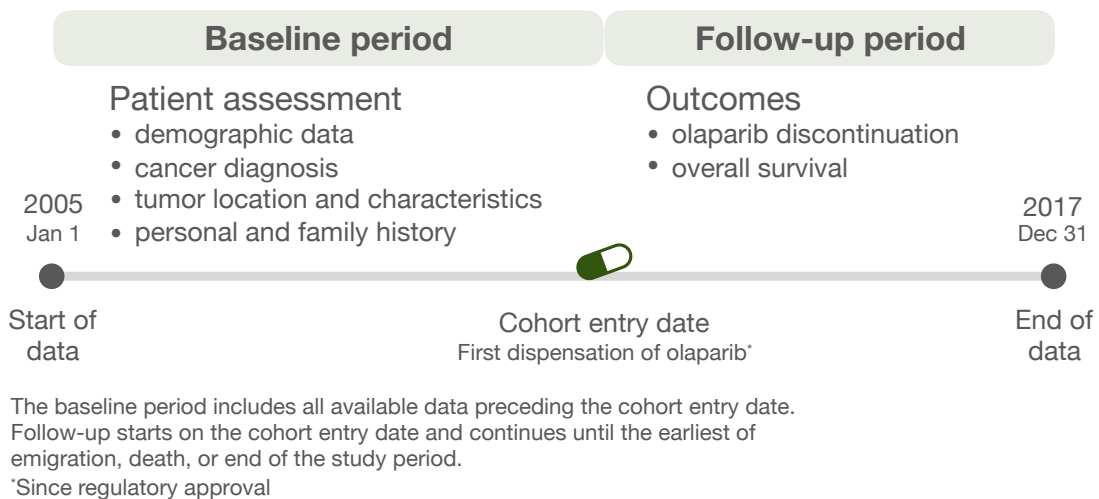 Baseline period
Follow-up period
Patient assessment
• demographic data
• cancer diagnosis
• tumor location and characteristics
• personal and family history
Outcomes
• olaparib discontinuation
• overall survival
2005
Jan 1
2017
Dec 31
Start of
data
Cohort entry date
First dispensation of olaparib*
End of
data
The baseline period includes all available data preceding the cohort entry date.
Follow-up starts on the cohort entry date and continues until the earliest of
emigration, death, or end of the study period.
*Since regulatory approval